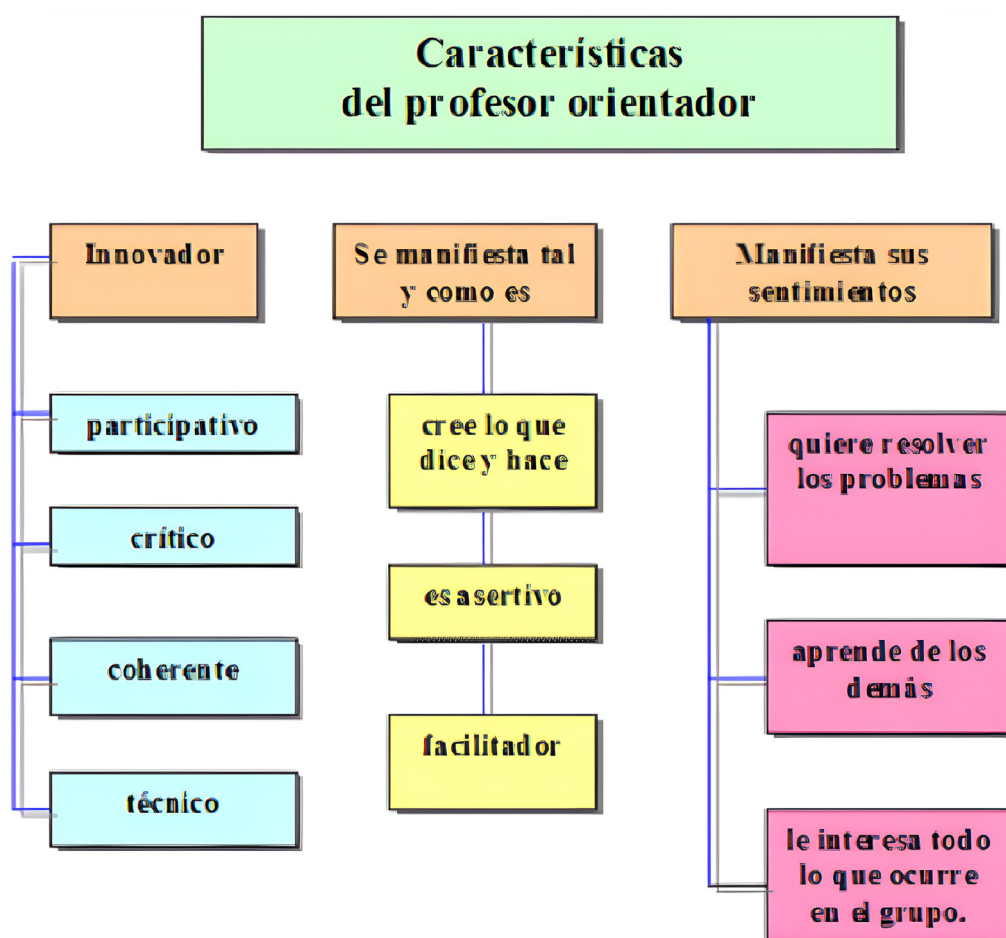 Características
del profesor orientador
Innovador
participativo
crítico
coherente
técnico
Se manifiesta tal
y como es
cree lo que
dice y hace
es asertivo
facilitador
Manifiesta sus
sentimientos
quiere resolver
los problemas
aprende de los
demás
le interesa todo
lo que ocurre
en el grupo.